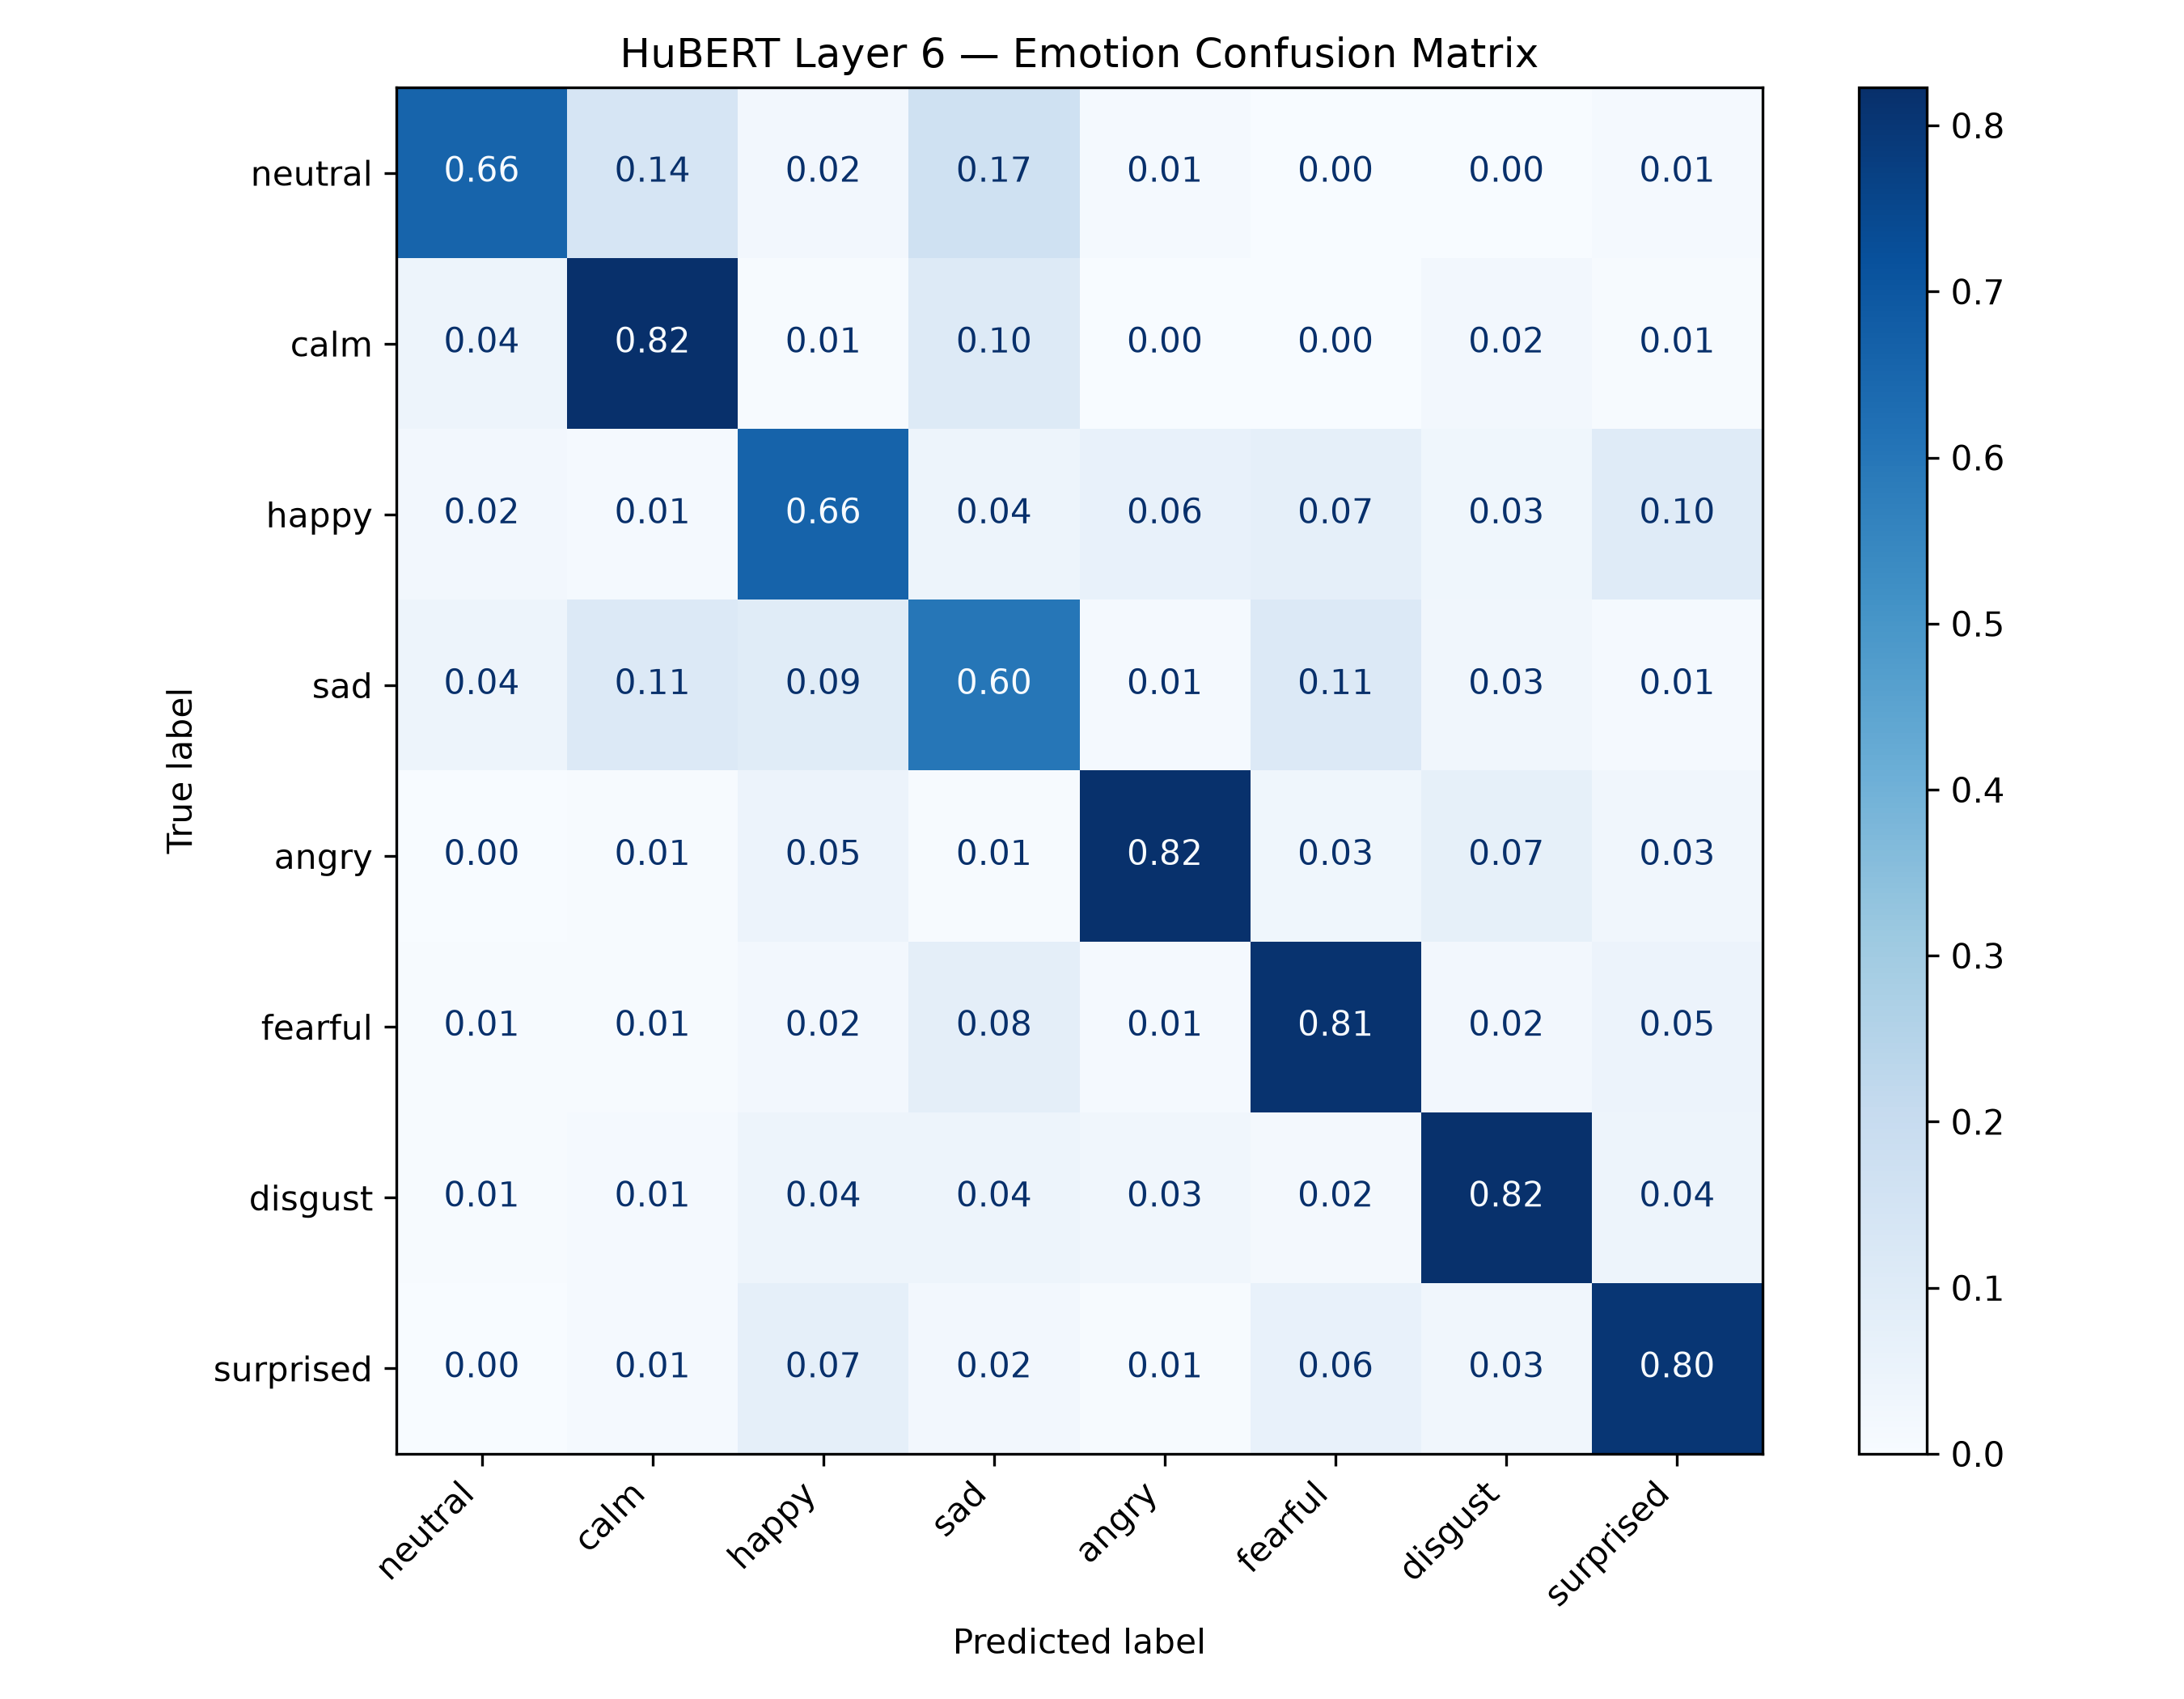 HuBERT Layer 6 — Emotion Confusion Matrix
neutral 0.66 0.14 0.02 0.17 0.01 0.00 0.00 0.01
calm 0.04 0.82 0.01 0.10 0.00 0.00 0.02 0.01
happy 0.02 0.01 0.66 0.04 0.06 0.07 0.03 0.10
sad 0.04 0.11 0.09 0.60 0.01 0.11 0.03 0.01
angry 0.00 0.01 0.05 0.01 0.82 0.03 0.07 0.03
fearful 0.01 0.01 0.02 0.08 0.01 0.81 0.02 0.05
disgust 0.01 0.01 0.04 0.04 0.03 0.02 0.82 0.04
surprised 0.00 0.01 0.07 0.02 0.01 0.06 0.03 0.80
True label
neutral calm happy sad angry fearful disgust surprised
Predicted label
0.8
0.7
0.6
0.5
0.4
0.3
0.2
0.1
0.0